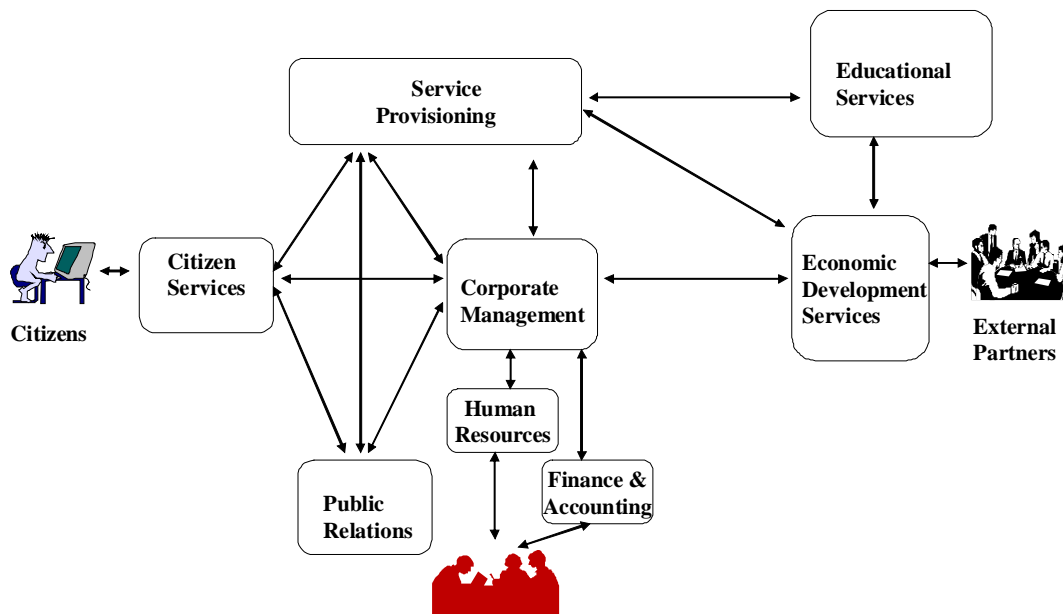 Service
Provisioning
Educational
Services
Citizens
Citizen
Services
Corporate
Management
Economic
Development
Services
External
Partners
Human
Resources
Finance &
Accounting
Public
Relations